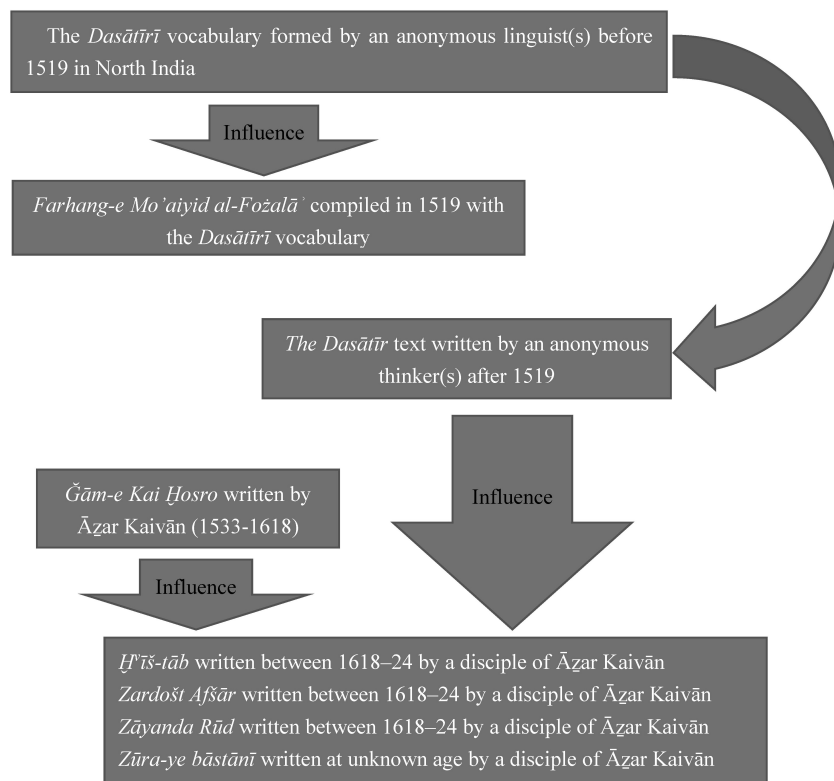 The Dasātīrī vocabulary formed by an anonymous linguist(s) before
1519 in North India
Influence
Farhang-e Mo’aiyid al-Fożalāʾ compiled in 1519 with
the Dasātīrī vocabulary
The Dasātīr text written by an anonymous
thinker(s) after 1519
Influence
Ǧām-e Kai Ḫosro written by
Āẕar Kaivān (1533-1618)
Influence
Ḫᵛīš-tāb written between 1618–24 by a disciple of Āẕar Kaivān
Zardošt Afšār written between 1618–24 by a disciple of Āẕar Kaivān
Zāyanda Rūd written between 1618–24 by a disciple of Āẕar Kaivān
Zūra-ye bāstānī written at unknown age by a disciple of Āẕar Kaivān